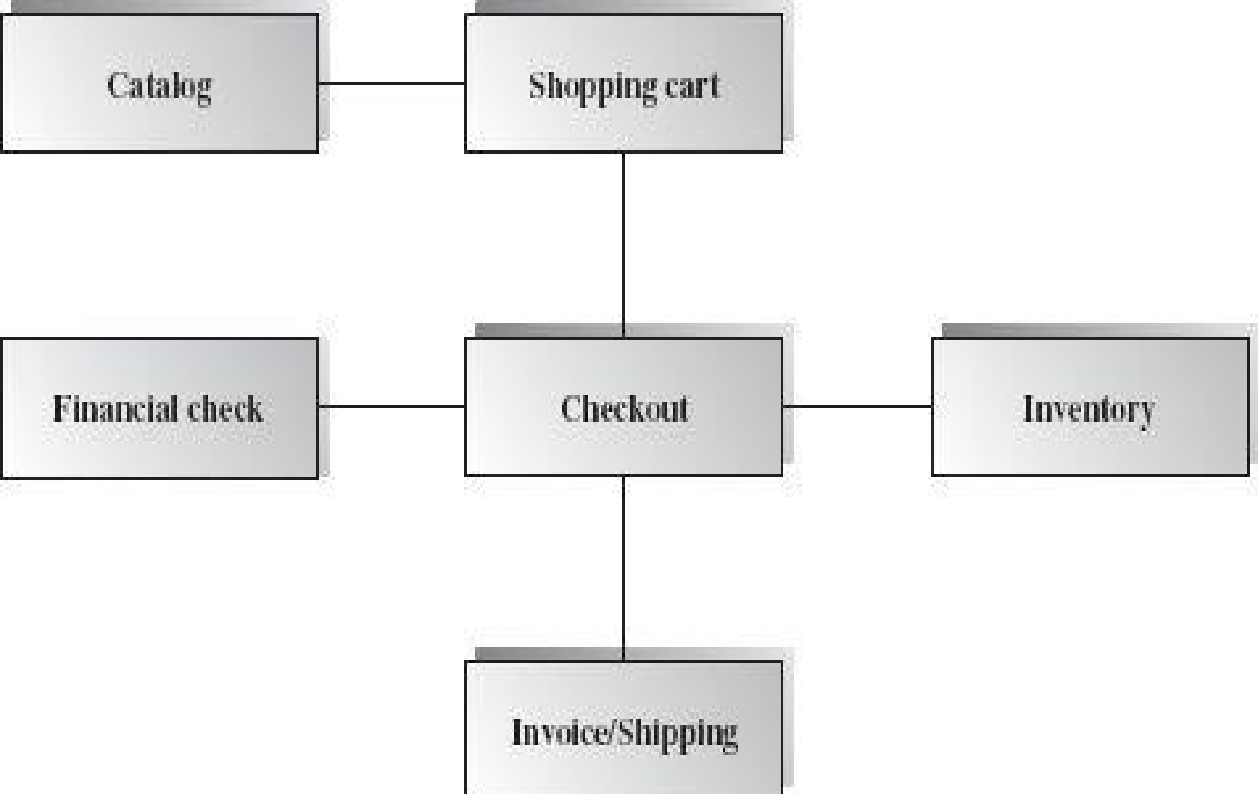 Catalog
Shopping cart
Financial check
Checkout
Inventory
Invoice/Shipping